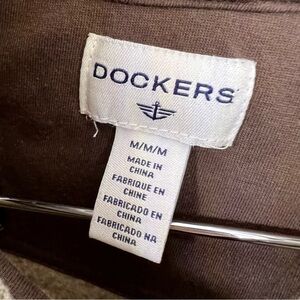 DOCKERS
M/M/M
MADE IN
CHINA
FABRIQUE EN
CHINE
FABRICADO EN
CHINA
FABRICADO NA
CHINA